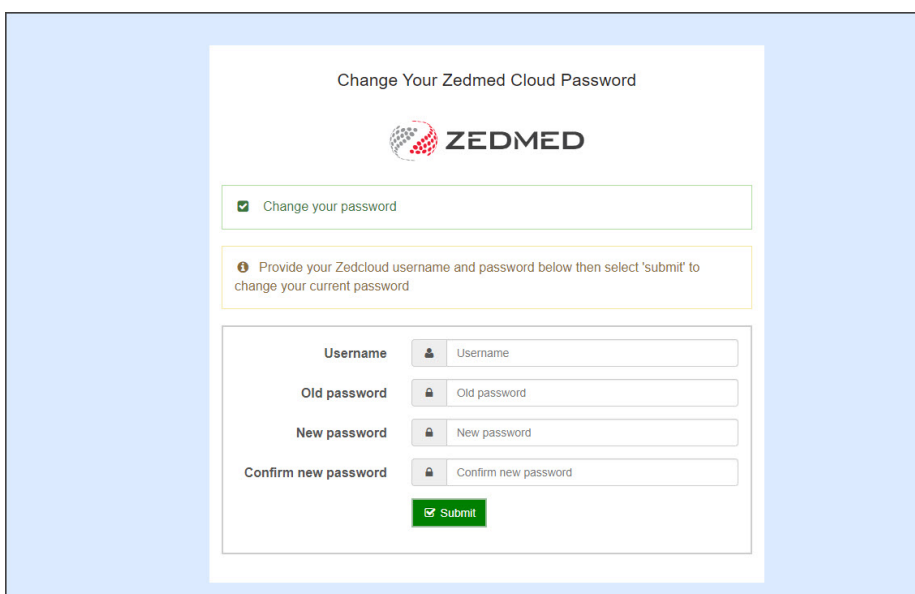 Change Your Zedmed Cloud Password
ZEDMED
Change your password
Provide your Zedcloud username and password below then select 'submit' to
change your current password
Username Username
Old password Old password
New password New password
Confirm new password Confirm new password
Submit